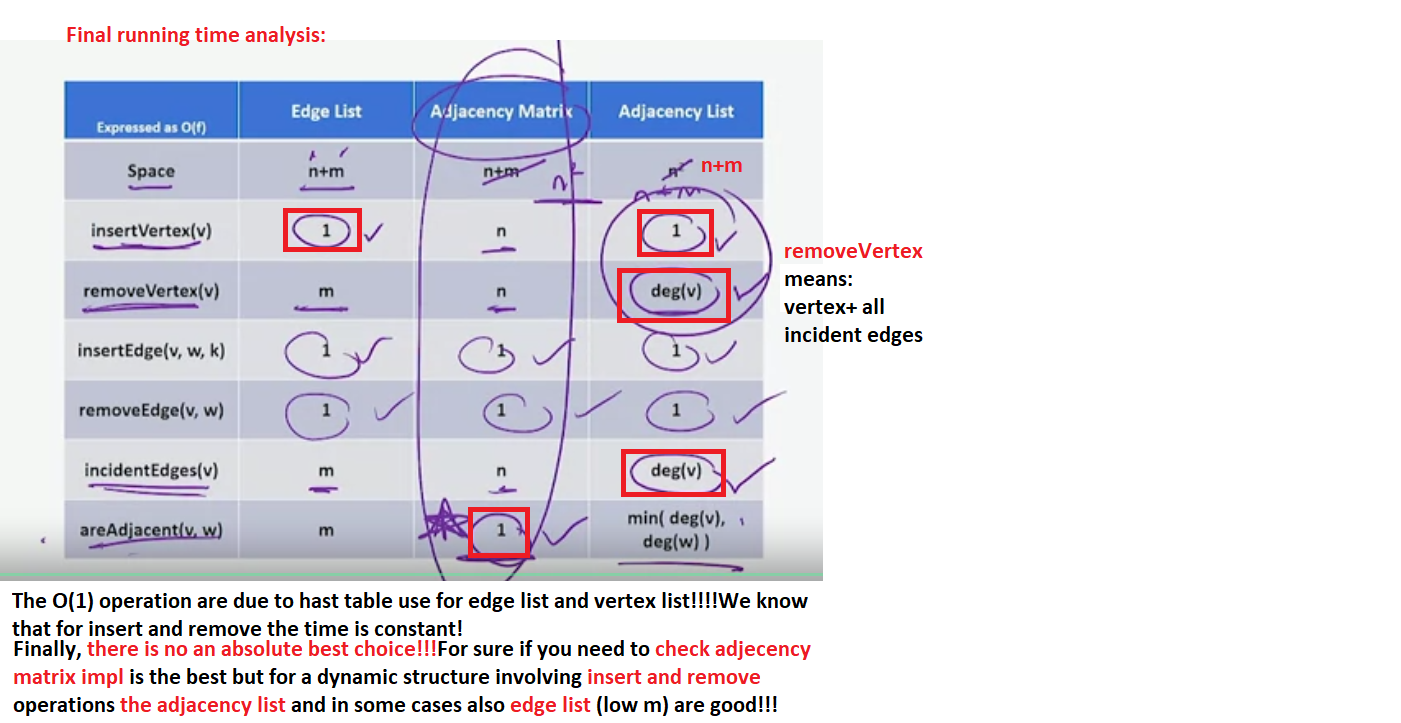 Final running time analysis:
Expressed as O(f) Edge List Adjacency Matrix Adjacency List
Space n+m n+m n² n² n+m
n+m
insertVertex(v) 1 n 1
removeVertex(v) m n deg(v)
insertEdge(v, w, k) 1 1 1
removeEdge(v, w) 1 1 1
incidentEdges(v) m n deg(v)
areAdjacent(v, w) m 1 min( deg(v),
deg(w) )
removeVertex
means:
vertex+ all
incident edges
The O(1) operation are due to hast table use for edge list and vertex list!!!!We know
that for insert and remove the time is constant!
Finally, there is no an absolute best choice!!!For sure if you need to check adjecency
matrix impl is the best but for a dynamic structure involving insert and remove
operations the adjacency list and in some cases also edge list (low m) are good!!!